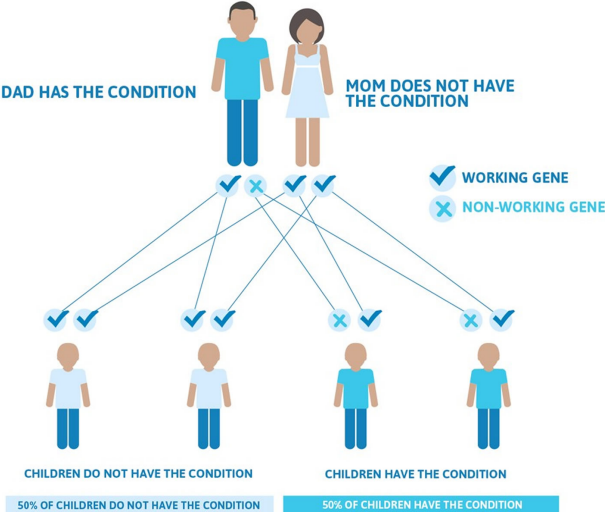 DAD HAS THE CONDITION
MOM DOES NOT HAVE
THE CONDITION
WORKING GENE
NON-WORKING GENE
CHILDREN DO NOT HAVE THE CONDITION
CHILDREN HAVE THE CONDITION
50% OF CHILDREN DO NOT HAVE THE CONDITION
50% OF CHILDREN HAVE THE CONDITION